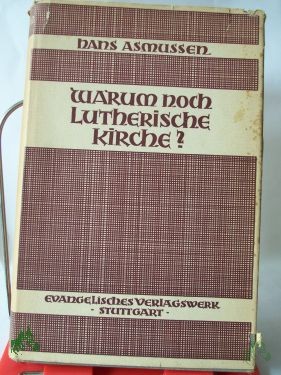 HANS ASMUSSEN
WARUM NOCH
LUTHERISCHE
KIRCHE?
EVANGELISCHES VERLAGSWERK
· STUTTGART ·